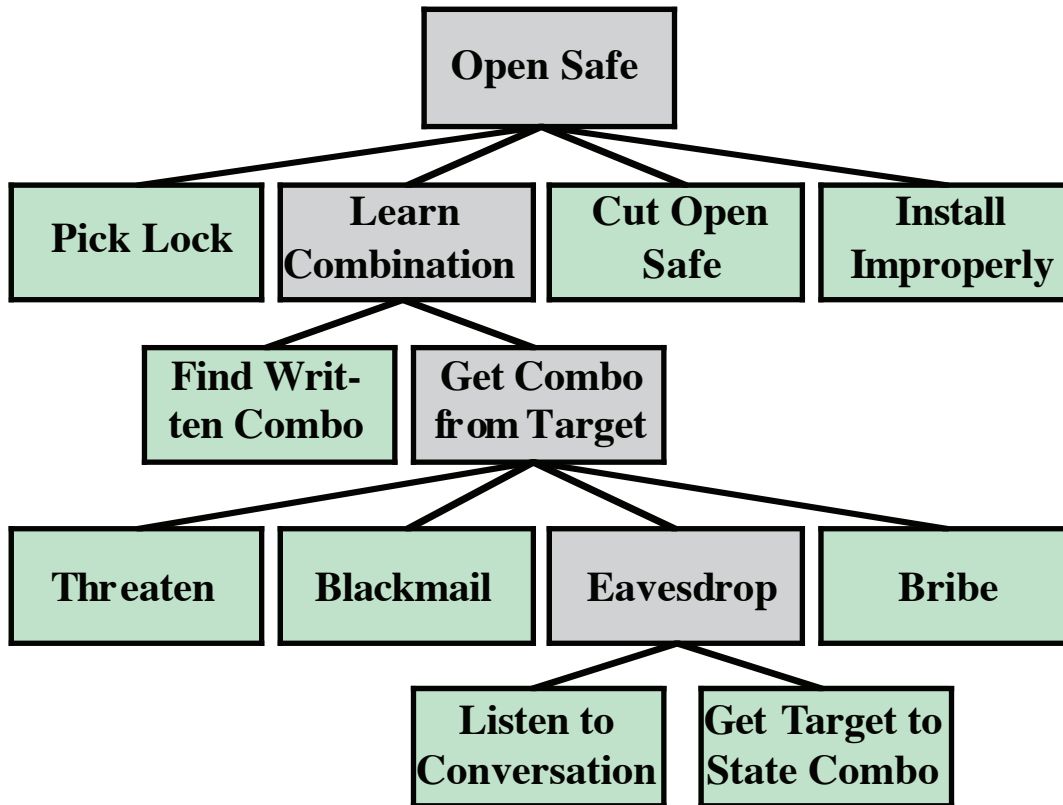 Open Safe
Pick Lock
Learn
Combination
Cut Open
Safe
Install
Improperly
Find Writ-
ten Combo
Get Combo
from Target
Threaten
Blackmail
Eavesdrop
Bribe
Listen to
Conversation
Get Target to
State Combo